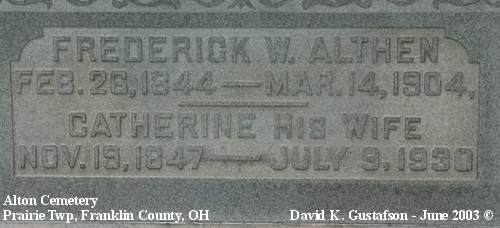 FREDERICK W. ALTHEN
FEB. 26, 1844 — MAR. 14, 1904,
CATHERINE HIS WIFE
NOV. 19, 1847 — JULY 9, 1930
Alton Cemetery
Prairie Twp, Franklin County, OH
David K. Gustafson - June 2003 ©